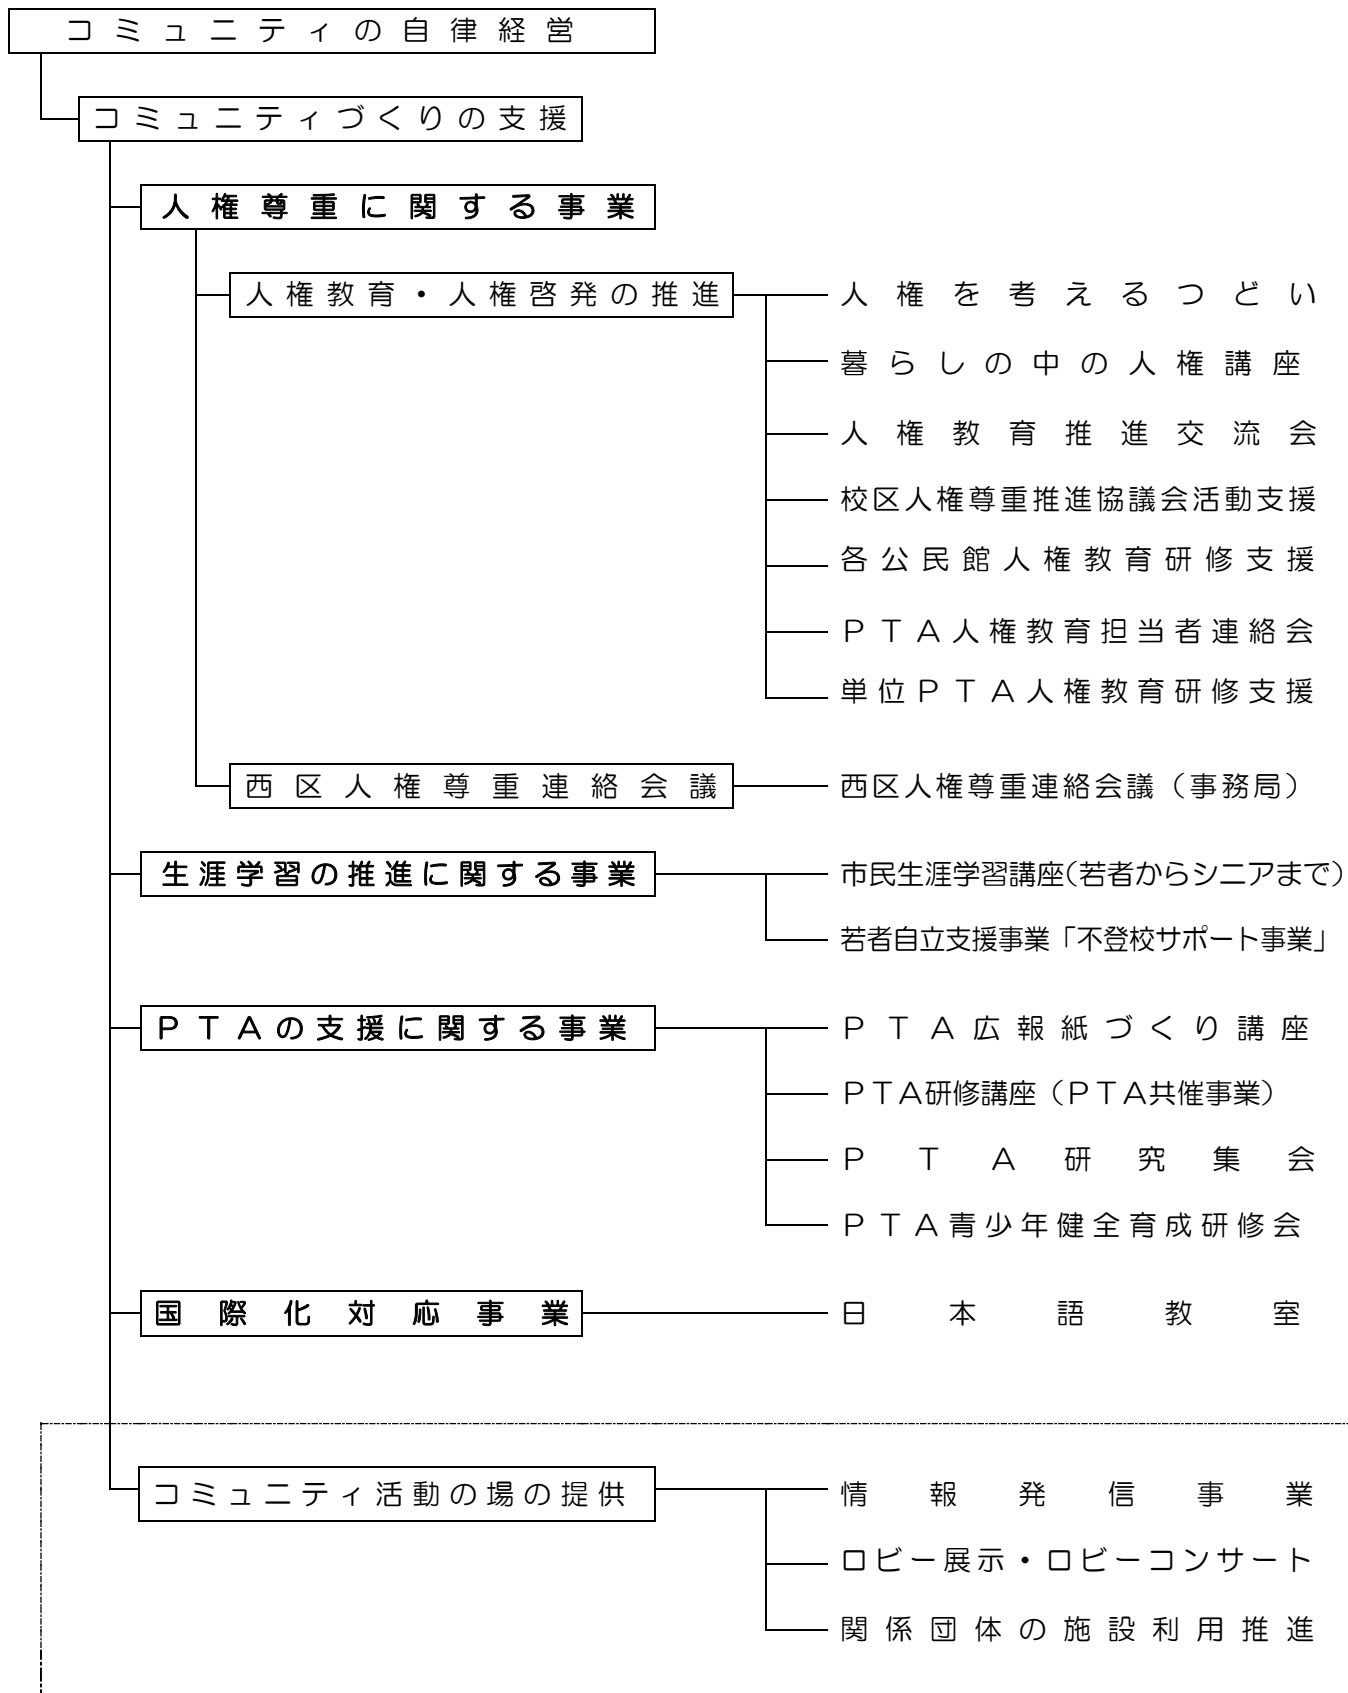 コミュニティの自律経営
コミュニティづくりの支援
人権尊重に関する事業
人権教育・人権啓発の推進
人権を考えるつどい
暮らしの中の人権講座
人権教育推進交流会
校区人権尊重推進協議会活動支援
各公民館人権教育研修支援
ＰＴＡ人権教育担当者連絡会
単位ＰＴＡ人権教育研修支援
西区人権尊重連絡会議
西区人権尊重連絡会議（事務局）
生涯学習の推進に関する事業
市民生涯学習講座（若者からシニアまで）
若者自立支援事業「不登校サポート事業」
ＰＴＡの支援に関する事業
ＰＴＡ広報紙づくり講座
ＰＴＡ研修講座（ＰＴＡ共催事業）
ＰＴＡ研究集会
ＰＴＡ青少年健全育成研修会
国際化対応事業
日本語教室
コミュニティ活動の場の提供
情報発信事業
ロビー展示・ロビーコンサート
関係団体の施設利用推進